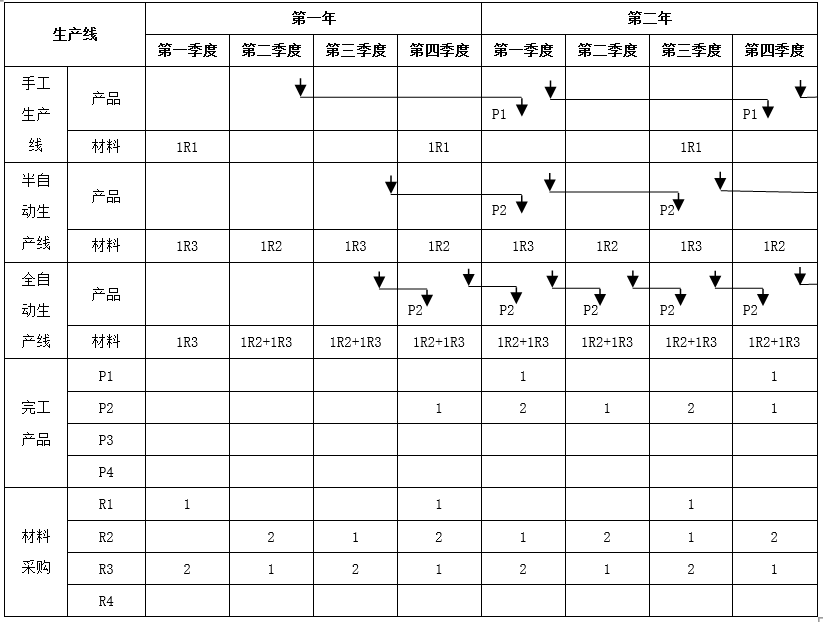 生产线 第一年 第二年
第一季度 第二季度 第三季度 第四季度 第一季度 第二季度 第三季度 第四季度
手工生产线 产品 P1 P1
材料 1R1 1R1 1R1
半自动生产线 产品 P2 P2
材料 1R3 1R2 1R3 1R2 1R3 1R2 1R3 1R2
全自动生产线 产品 P2 P2 P2 P2 P2
材料 1R3 1R2+1R3 1R2+1R3 1R2+1R3 1R2+1R3 1R2+1R3 1R2+1R3 1R2+1R3
完工产品 P1 1 1
P2 1 2 1 2 1
P3
P4
材料采购 R1 1 1 1
R2 2 1 2 1 2 1 2
R3 2 1 2 1 2 1 2 1
R4